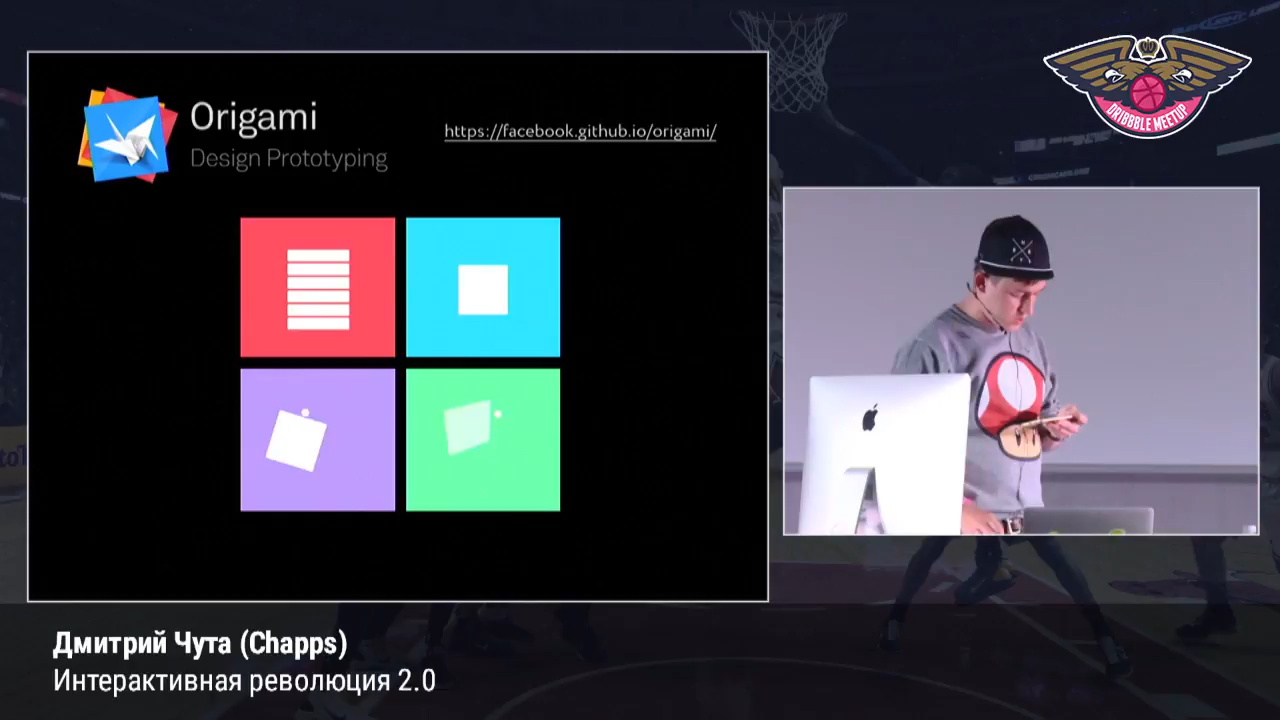 Origami
Design Prototyping
https://facebook.github.io/origami/
DRIBBBLE MEETUP
Дмитрий Чута (Chapps)
Интерактивная революция 2.0